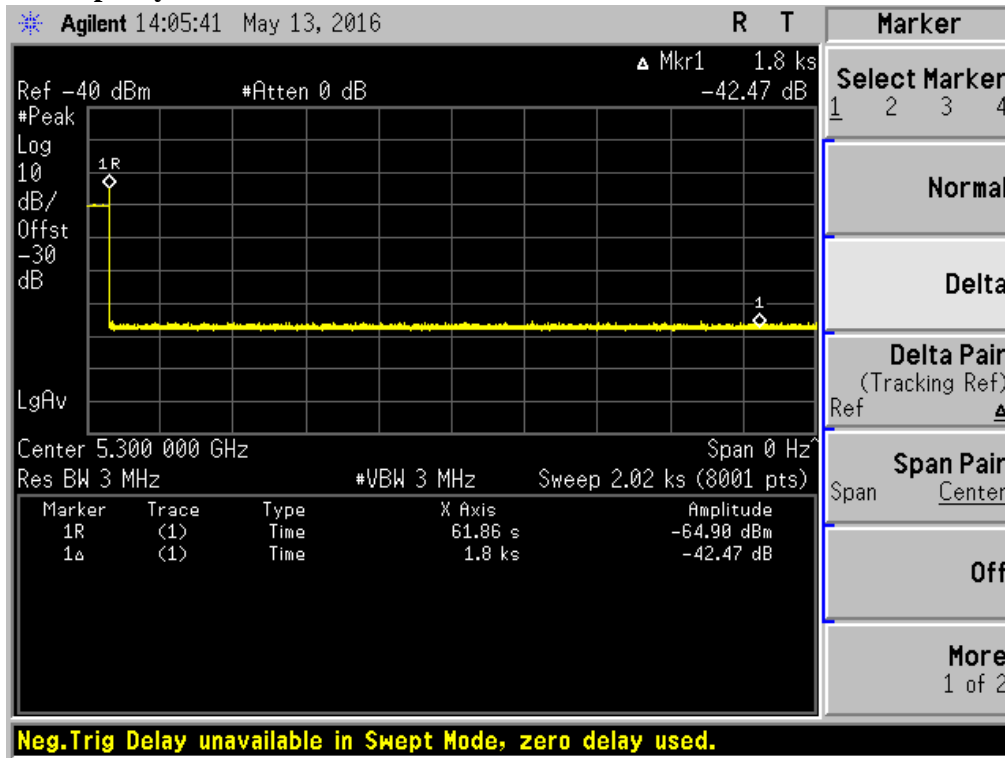 Agilent 14:05:41 May 13, 2016 R T
Δ Mkr1 1.8 ks
Ref −40 dBm #Atten 0 dB −42.47 dB
#Peak
Log
10
dB/
Offst
−30
dB
1R
1
LgAv
Center 5.300 000 GHz Span 0 Hz^
Res BW 3 MHz #VBW 3 MHz Sweep 2.02 ks (8001 pts)
Marker Trace Type X Axis Amplitude
1R (1) Time 61.86 s −64.90 dBm
1Δ (1) Time 1.8 ks −42.47 dB
Neg.Trig Delay unavailable in Swept Mode, zero delay used.
Marker
Select Marker
1 2 3 4
Normal
Delta
Delta Pair
(Tracking Ref)
Ref Δ
Span Pair
Span Center
Off
More
1 of 2